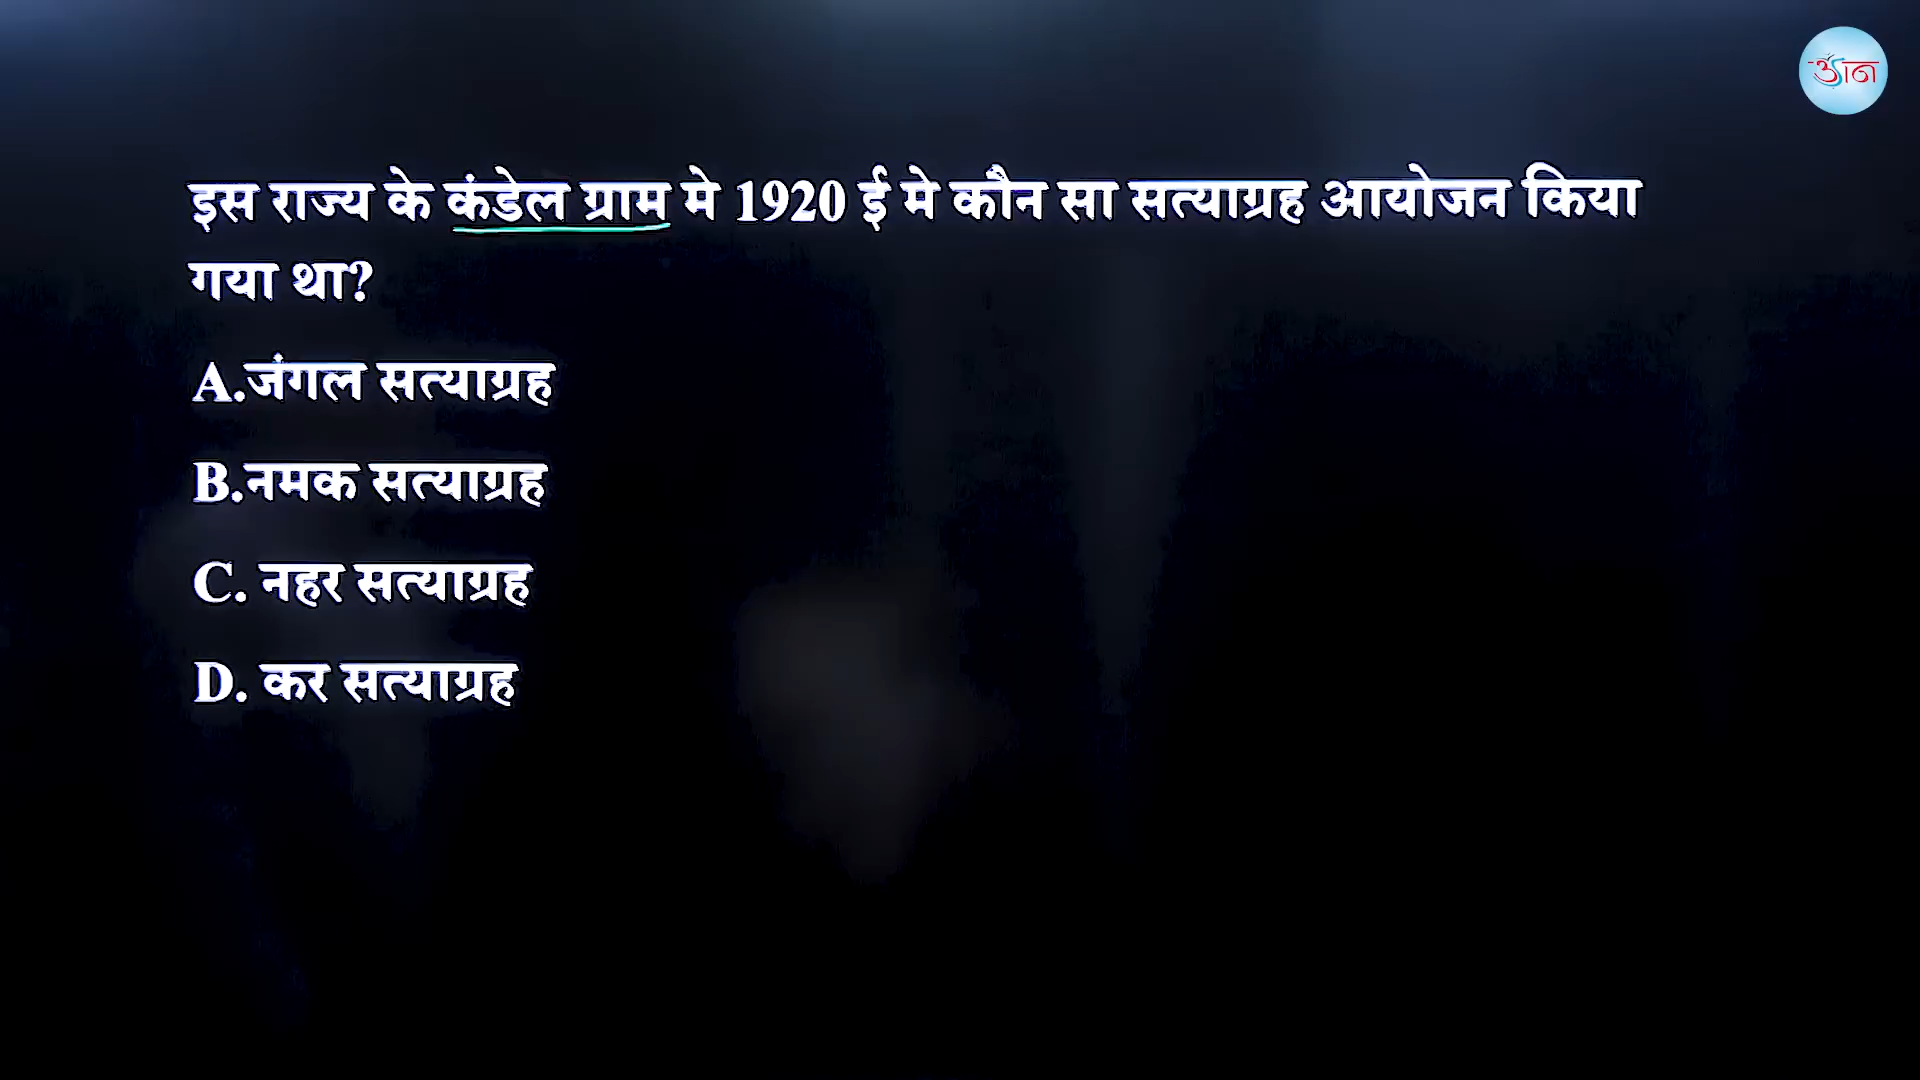 इस राज्य के कंडेल ग्राम मे 1920 ई मे कौन सा सत्याग्रह आयोजन किया
गया था?
A.जंगल सत्याग्रह
B.नमक सत्याग्रह
C. नहर सत्याग्रह
D. कर सत्याग्रह